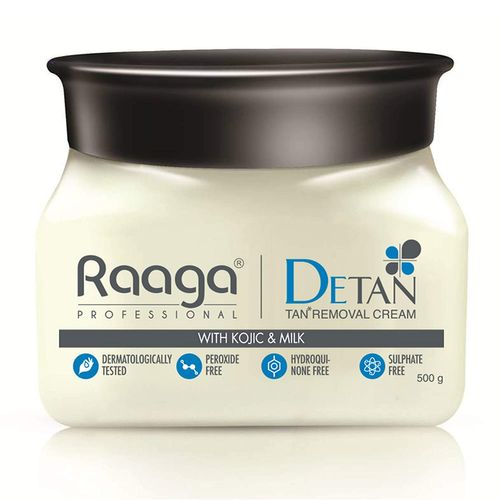 Raaga®
PROFESSIONAL
DETAN
TAN* REMOVAL CREAM
WITH KOJIC & MILK
DERMATOLOGICALLY
TESTED
PEROXIDE
FREE
HYDROQUI-
NONE FREE
SULPHATE
FREE
500 g